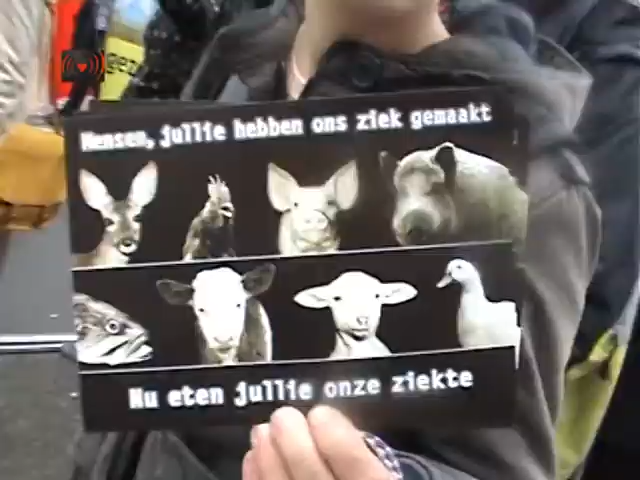 Mensen, jullie hebben ons ziek gemaakt
Nu eten jullie onze ziekte